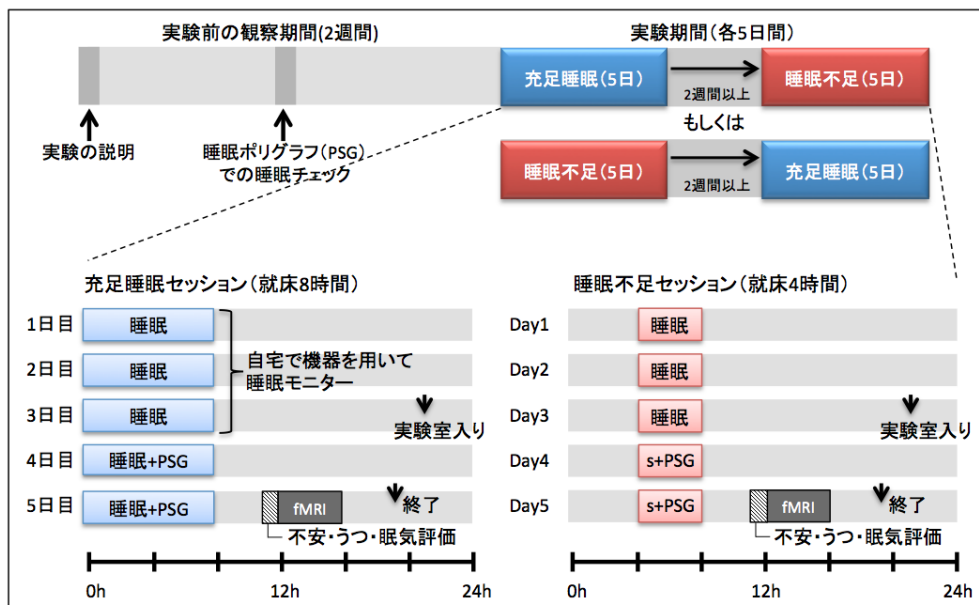 実験前の観察期間(2週間)
実験期間(各5日間)
充足睡眠(5日)
2週間以上
睡眠不足(5日)
もしくは
睡眠不足(5日)
2週間以上
充足睡眠(5日)
実験の説明
睡眠ポリグラフ(PSG)
での睡眠チェック
充足睡眠セッション(就床8時間)
1日目
睡眠
2日目
睡眠
3日目
睡眠
自宅で機器を用いて
睡眠モニター
実験室入り
4日目
睡眠+PSG
5日目
睡眠+PSG
fMRI
終了
不安・うつ・眠気評価
0h
12h
24h
睡眠不足セッション(就床4時間)
Day1
睡眠
Day2
睡眠
Day3
睡眠
実験室入り
Day4
s+PSG
Day5
s+PSG
fMRI
終了
不安・うつ・眠気評価
0h
12h
24h